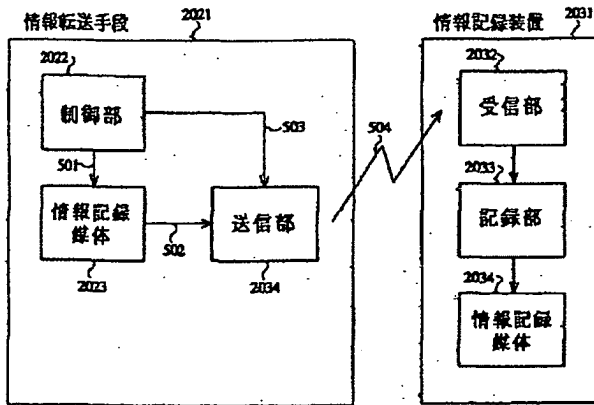 情報転送手段
2021
2022
制御部
503
501
情報記録
媒体
502
送信部
2023
2034
504
情報記録装置
2031
2032
受信部
2033
記録部
2034
情報記録
媒体